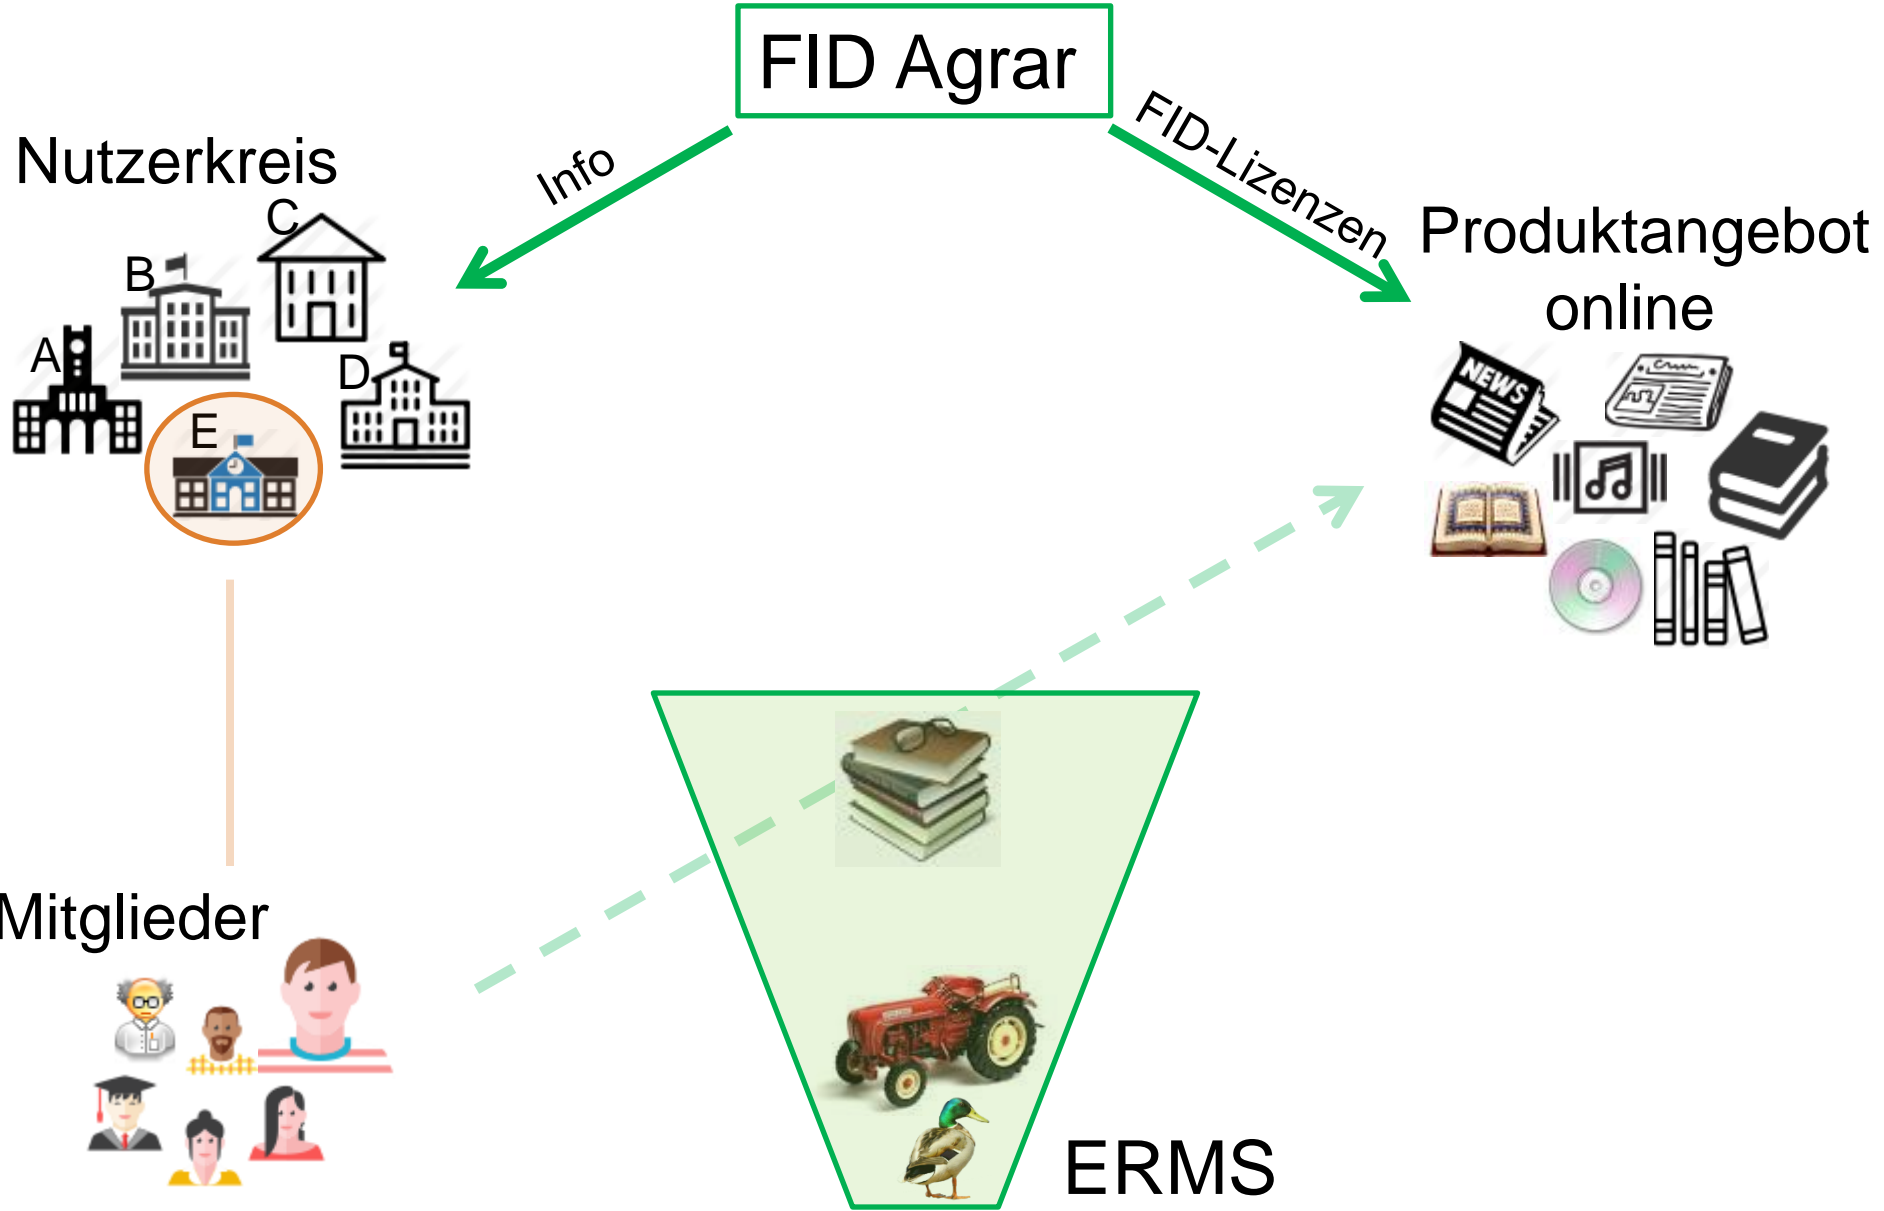 FID Agrar
Info
FID-Lizenzen
Nutzerkreis
C
B
A
D
E
Produktangebot
online
NEWS
Mitglieder
ERMS